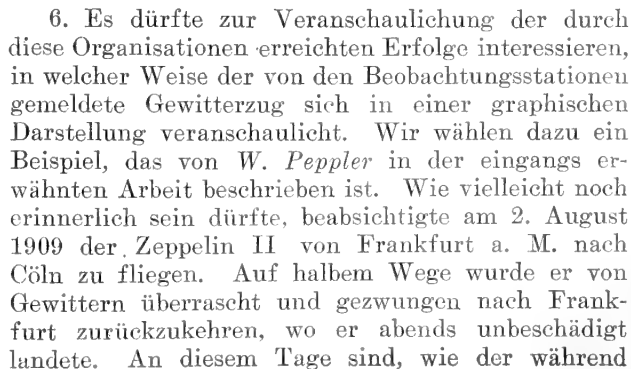 6. Es dürfte zur Veranschaulichung der durch
diese Organisationen erreichten Erfolge interessieren,
in welcher Weise der von den Beobachtungsstationen
gemeldete Gewitterzug sich in einer graphischen
Darstellung veranschaulicht. Wir wählen dazu ein
Beispiel, das von W. Peppler in der eingangs er-
wähnten Arbeit beschrieben ist. Wie vielleicht noch
erinnerlich sein dürfte, beabsichtigte am 2. August
1909 der Zeppelin II von Frankfurt a. M. nach
Cöln zu fliegen. Auf halbem Wege wurde er von
Gewittern überrascht und gezwungen nach Frank-
furt zurückzukehren, wo er abends unbeschädigt
landete. An diesem Tage sind, wie der während